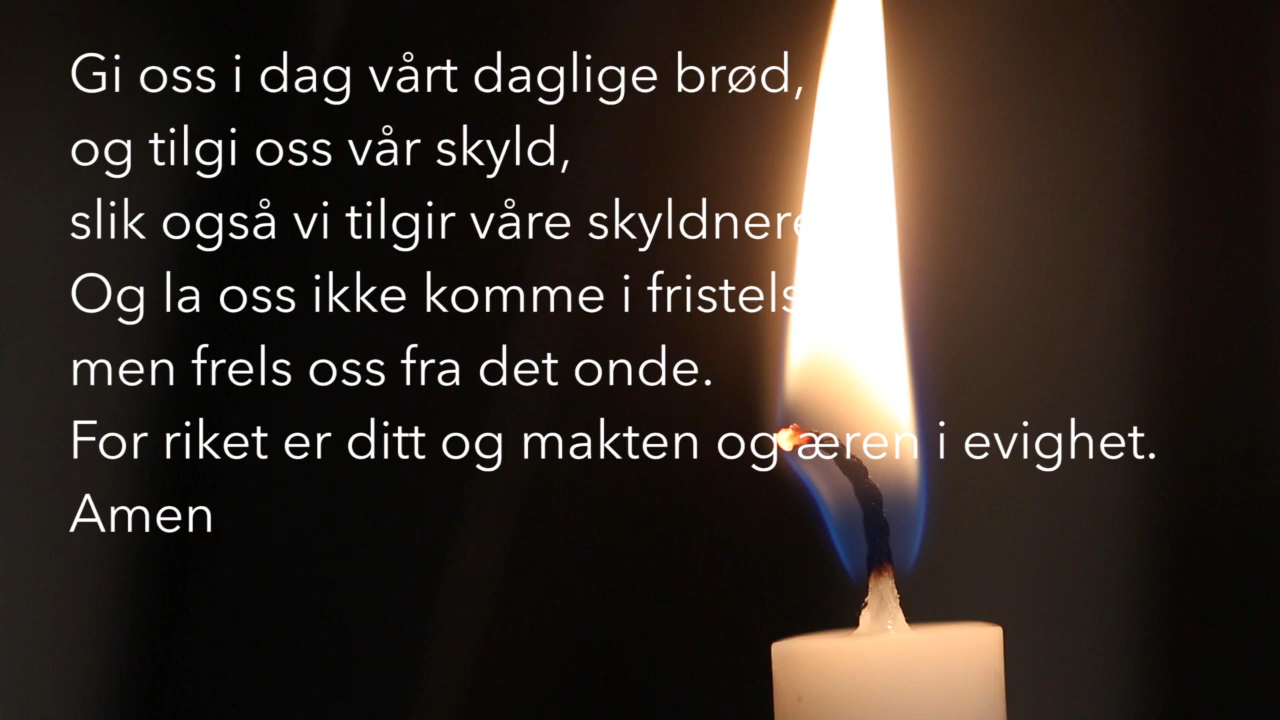 Gi oss i dag vårt daglige brød,
og tilgi oss vår skyld,
slik også vi tilgir våre skyldnere
Og la oss ikke komme i
men frels oss fra det onde.
For riket er ditt og makten og æren i evighet.
Amen